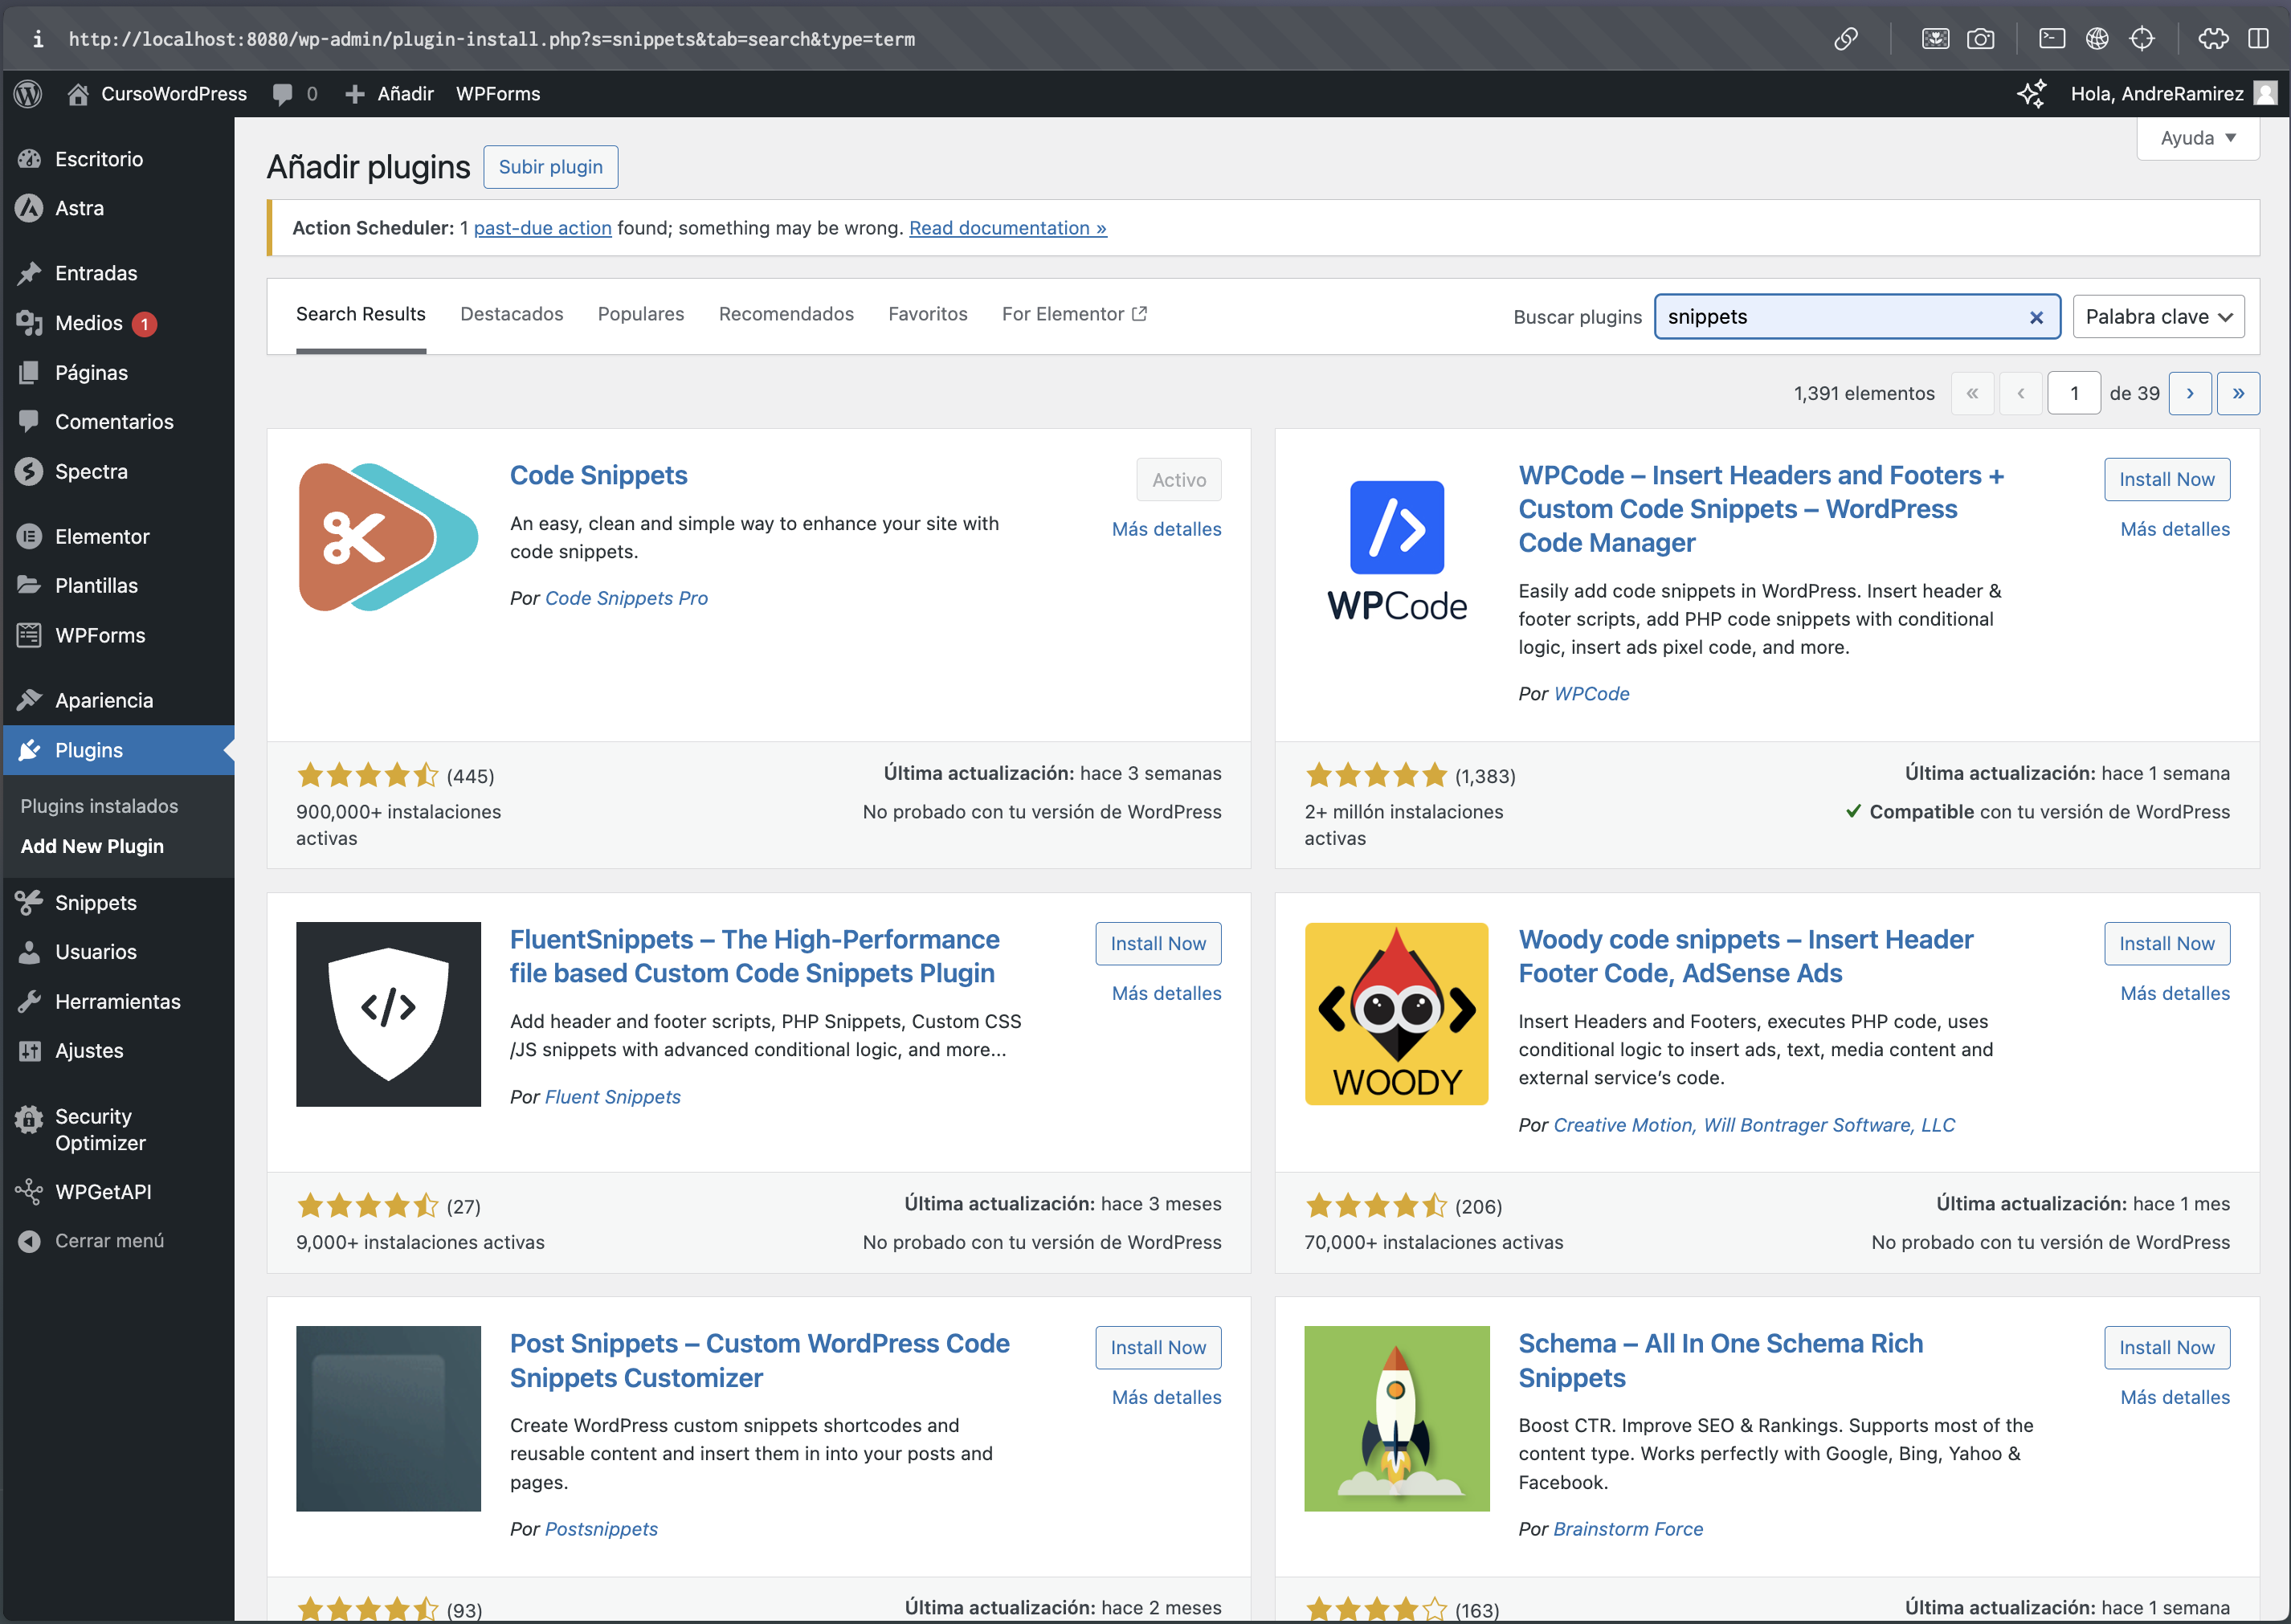 http://localhost:8080/wp-admin/plugin-install.php?s=snippets&tab=search&type=term
CursoWordPress
0
Añadir
WPForms
Hola, AndreRamirez
Escritorio
Astra
Entradas
Medios 1
Páginas
Comentarios
Spectra
Elementor
Plantillas
WPForms
Apariencia
Plugins
Plugins instalados
Add New Plugin
Snippets
Usuarios
Herramientas
Ajustes
Security
Optimizer
WPGetAPI
Cerrar menú
Ayuda
Añadir plugins
Subir plugin
Action Scheduler: 1 past-due action found; something may be wrong. Read documentation »
Search Results
Destacados
Populares
Recomendados
Favoritos
For Elementor
Buscar plugins
snippets
Palabra clave
1,391 elementos
«
‹
1
de 39
›
»
Code Snippets
Activo
Más detalles
An easy, clean and simple way to enhance your site with
code snippets.
Por Code Snippets Pro
(445)
900,000+ instalaciones
activas
Última actualización: hace 3 semanas
No probado con tu versión de WordPress
WPCode
WPCode – Insert Headers and Footers +
Custom Code Snippets – WordPress
Code Manager
Install Now
Más detalles
Easily add code snippets in WordPress. Insert header &
footer scripts, add PHP code snippets with conditional
logic, insert ads pixel code, and more.
Por WPCode
(1,383)
2+ millón instalaciones
activas
Última actualización: hace 1 semana
Compatible con tu versión de WordPress
</>
FluentSnippets – The High-Performance
file based Custom Code Snippets Plugin
Install Now
Más detalles
Add header and footer scripts, PHP Snippets, Custom CSS
/JS snippets with advanced conditional logic, and more...
Por Fluent Snippets
(27)
9,000+ instalaciones activas
Última actualización: hace 3 meses
No probado con tu versión de WordPress
WOODY
Woody code snippets – Insert Header
Footer Code, AdSense Ads
Install Now
Más detalles
Insert Headers and Footers, executes PHP code, uses
conditional logic to insert ads, text, media content and
external service’s code.
Por Creative Motion, Will Bontrager Software, LLC
(206)
70,000+ instalaciones activas
Última actualización: hace 1 mes
No probado con tu versión de WordPress
Post Snippets – Custom WordPress Code
Snippets Customizer
Install Now
Más detalles
Create WordPress custom snippets shortcodes and
reusable content and insert them in into your posts and
pages.
Por Postsnippets
(93)
Última actualización: hace 2 meses
Schema – All In One Schema Rich
Snippets
Install Now
Más detalles
Boost CTR. Improve SEO & Rankings. Supports most of the
content type. Works perfectly with Google, Bing, Yahoo &
Facebook.
Por Brainstorm Force
(163)
Última actualización: hace 1 semana